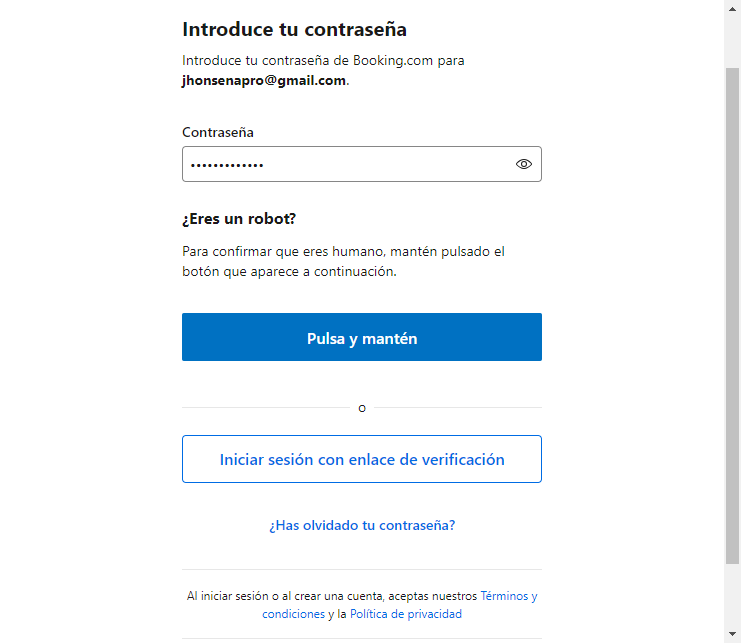 Introduce tu contraseña
Introduce tu contraseña de Booking.com para
jhonsenapro@gmail.com.
Contraseña
•••••••••••••
¿Eres un robot?
Para confirmar que eres humano, mantén pulsado el
botón que aparece a continuación.
Pulsa y mantén
o
Iniciar sesión con enlace de verificación
¿Has olvidado tu contraseña?
Al iniciar sesión o al crear una cuenta, aceptas nuestros Términos y
condiciones y la Política de privacidad